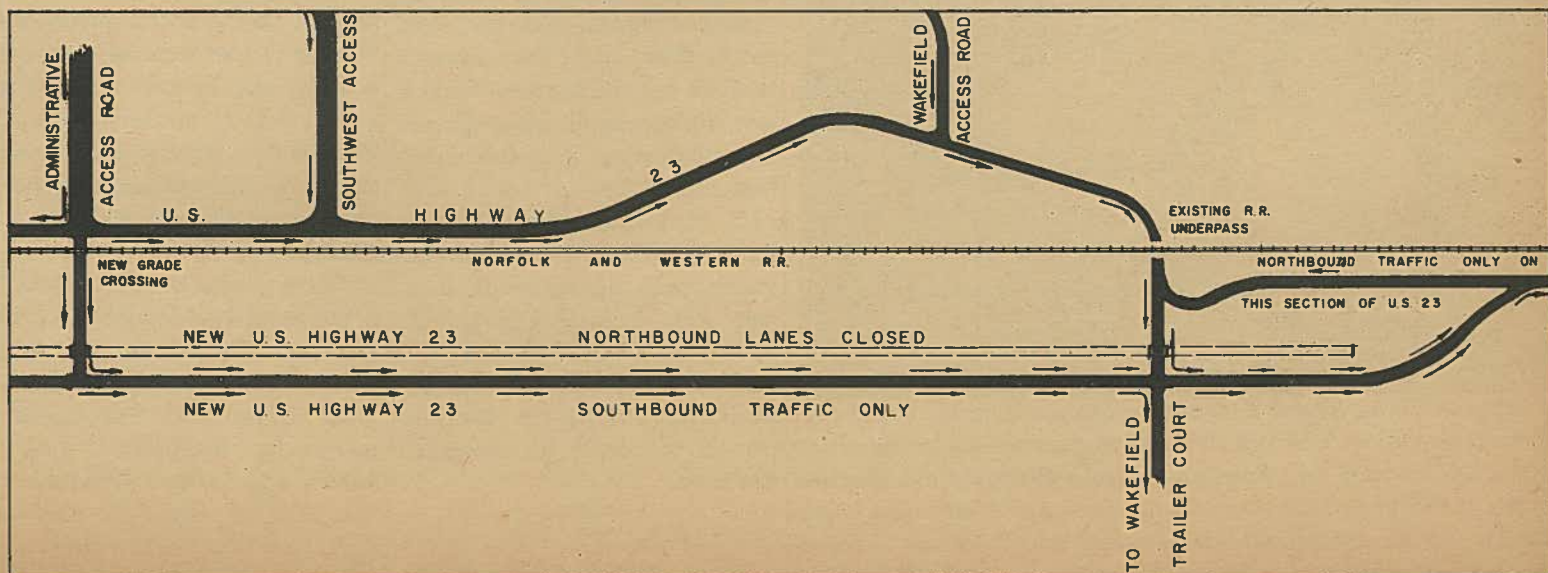 ADMINISTRATIVE
ACCESS ROAD
SOUTHWEST ACCESS
WAKEFIELD
ACCESS ROAD
U.S. HIGHWAY 23
EXISTING R.R.
UNDERPASS
NEW GRADE
CROSSING
NORFOLK AND WESTERN R.R.
NORTHBOUND TRAFFIC ONLY ON
THIS SECTION OF U.S. 23
NEW U.S. HIGHWAY 23 NORTHBOUND LANES CLOSED
NEW U.S. HIGHWAY 23 SOUTHBOUND TRAFFIC ONLY
TO WAKEFIELD
TRAILER COURT